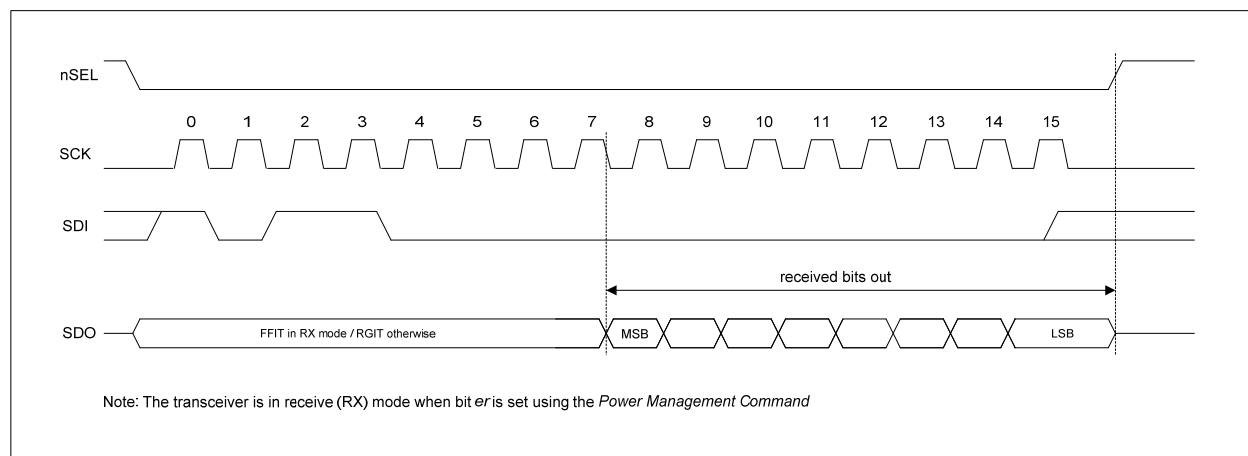 nSEL
0 1 2 3 4 5 6 7 8 9 10 11 12 13 14 15
SCK
SDI
received bits out
SDO FFIT in RX mode / RGIT otherwise MSB LSB
Note: The transceiver is in receive (RX) mode when bit er is set using the Power Management Command